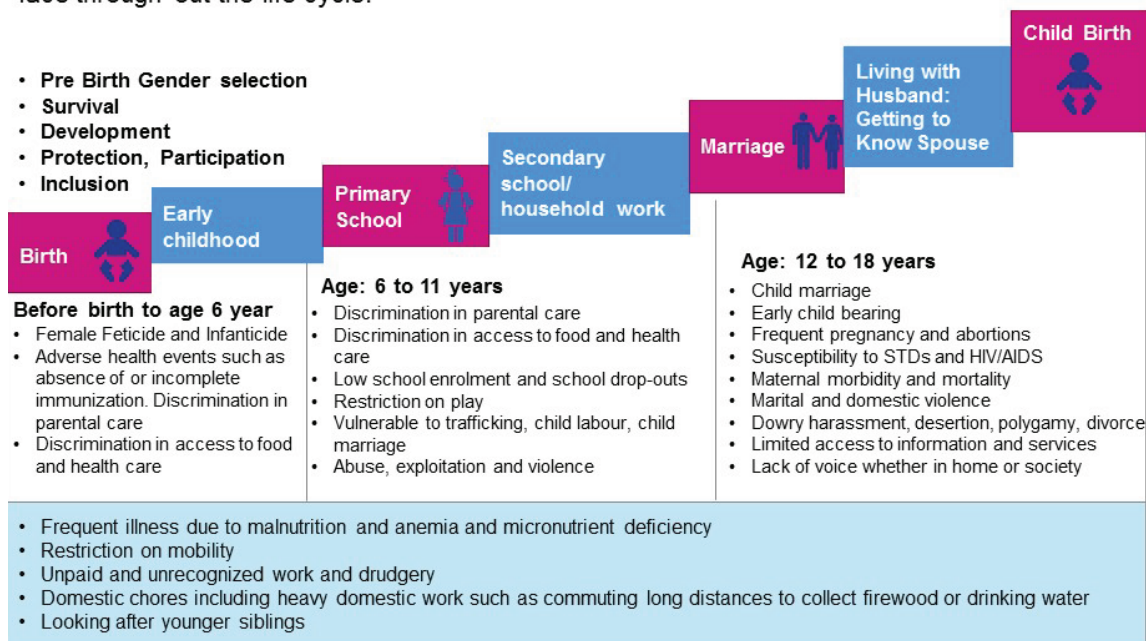 face through-out the life cycle.
• Pre Birth Gender selection
• Survival
• Development
• Protection, Participation
• Inclusion
Birth
Early
childhood
Primary
School
Secondary
school/
household work
Marriage
Living with
Husband:
Getting to
Know Spouse
Child Birth
Before birth to age 6 year
• Female Feticide and Infanticide
• Adverse health events such as
absence of or incomplete
immunization. Discrimination in
parental care
• Discrimination in access to food
and health care
Age: 6 to 11 years
• Discrimination in parental care
• Discrimination in access to food and health
care
• Low school enrolment and school drop-outs
• Restriction on play
• Vulnerable to trafficking, child labour, child
marriage
• Abuse, exploitation and violence
Age: 12 to 18 years
• Child marriage
• Early child bearing
• Frequent pregnancy and abortions
• Susceptibility to STDs and HIV/AIDS
• Maternal morbidity and mortality
• Marital and domestic violence
• Dowry harassment, desertion, polygamy, divorce
• Limited access to information and services
• Lack of voice whether in home or society
• Frequent illness due to malnutrition and anemia and micronutrient deficiency
• Restriction on mobility
• Unpaid and unrecognized work and drudgery
• Domestic chores including heavy domestic work such as commuting long distances to collect firewood or drinking water
• Looking after younger siblings